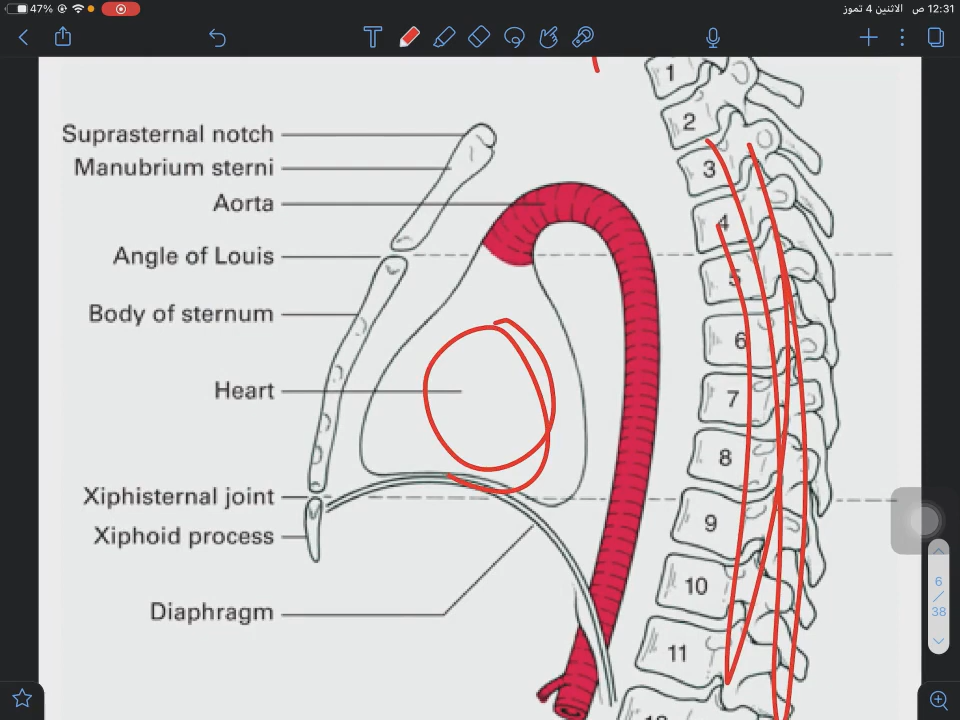 47%
12:31 ص الاثنين 4 تموز
1
2
3
4
5
6
7
8
9
10
11
Suprasternal notch
Manubrium sterni
Aorta
Angle of Louis
Body of sternum
Heart
Xiphisternal joint
Xiphoid process
Diaphragm
6
/
38